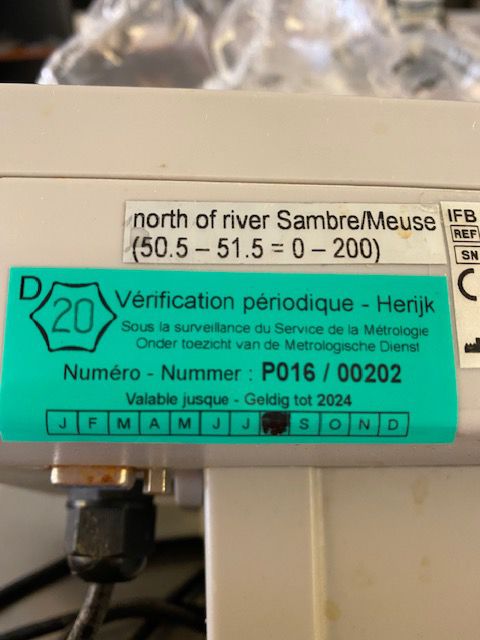 north of river Sambre/Meuse
(50.5 – 51.5 = 0 – 200)
IFB
REF
SN
D
20
Vérification périodique - Herijk
Sous la surveillance du Service de la Métrologie
Onder toezicht van de Metrologische Dienst
Numéro - Nummer : P016 / 00202
Valable jusque - Geldig tot 2024
J F M A M J J S O N D